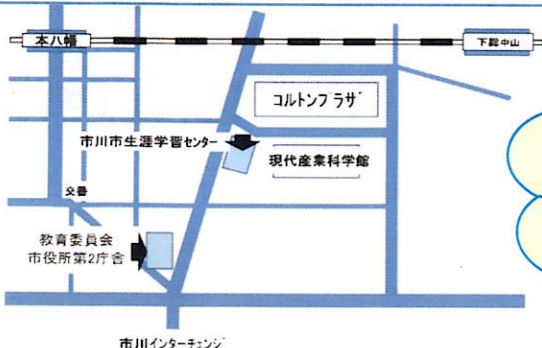 本八幡
下総中山
コルトンプラザ
市川市生涯学習センター
現代産業科学館
交番
教育委員会
市役所第2庁舎
市川インターチェンジ